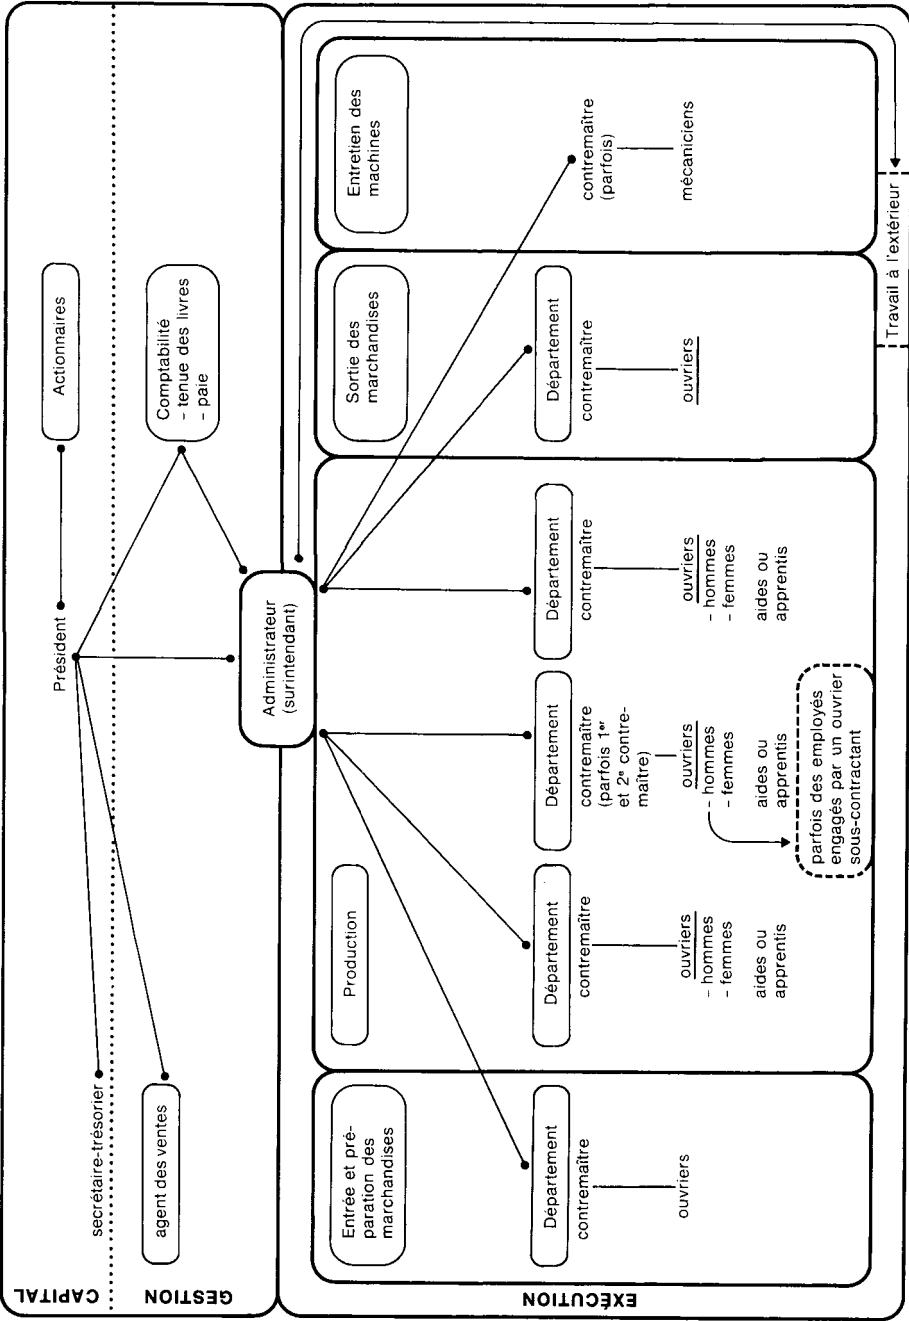 CAPITAL
Président
Actionnaires
secrétaire-trésorier
GESTION
agent des ventes
Comptabilité
- tenue des livres
- paie
Administrateur
(surintendant)
EXÉCUTION
Entrée et pré-
paration des
marchandises
Département
contremaître
ouvriers
Production
Département
contremaître
ouvriers
- hommes
- femmes
aides ou
apprentis
Département
contremaître
(parfois 1er
et 2e contre-
maître)
ouvriers
- hommes
- femmes
aides ou
apprentis
parfois des employés
engagés par un ouvrier
sous-contractant
Département
contremaître
ouvriers
- hommes
- femmes
aides ou
apprentis
Sortie des
marchandises
Département
contremaître
ouvriers
Entretien des
machines
contremaître
(parfois)
mécaniciens
Travail à l'extérieur